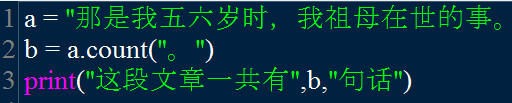 1 a = "那是我五六岁时，我祖母在世的事。
2 b = a.count("。")
3 print("这段文章一共有",b,"句话")